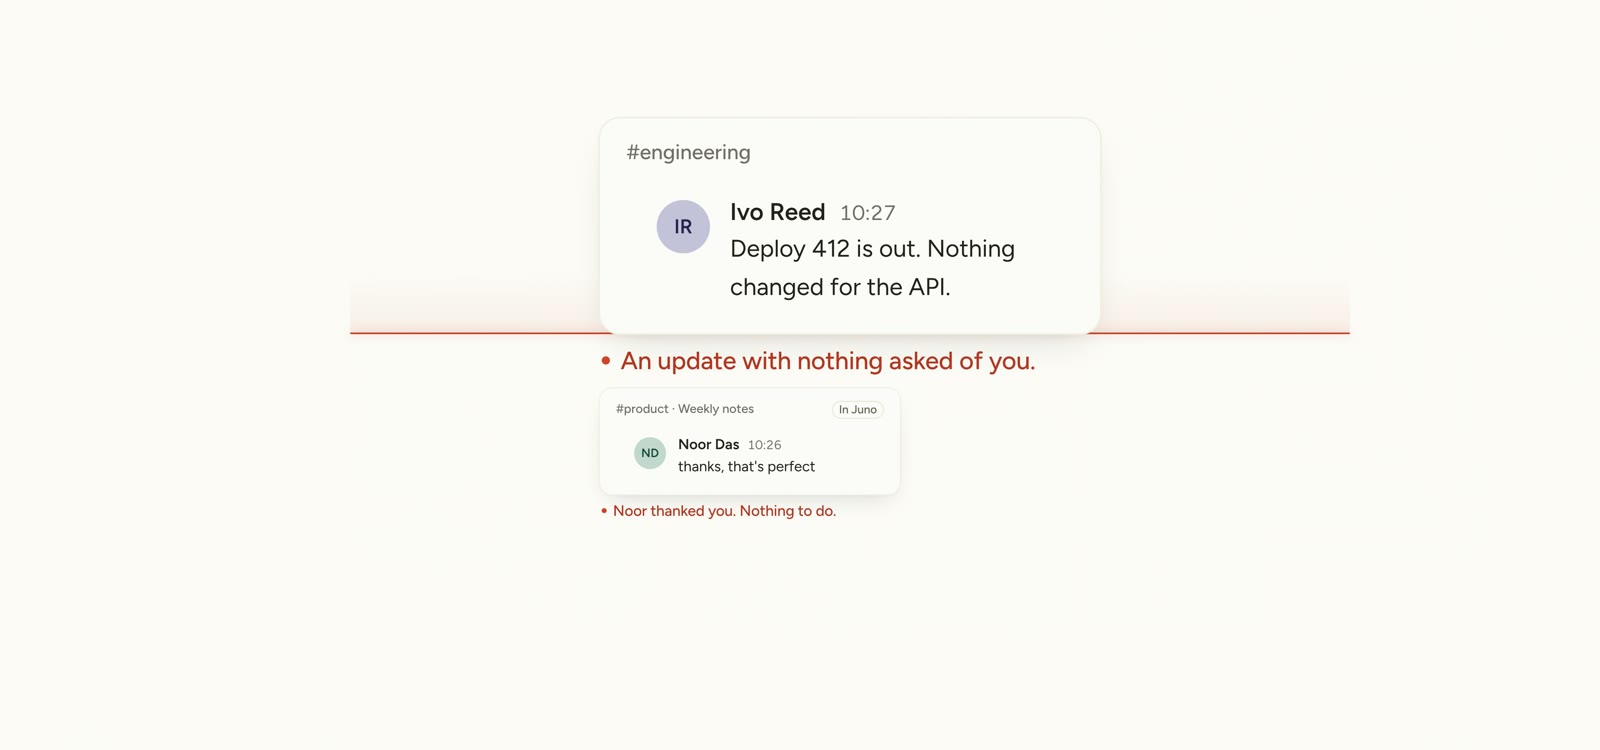 #engineering
IR
Ivo Reed 10:27
Deploy 412 is out. Nothing
changed for the API.
• An update with nothing asked of you.
#product · Weekly notes
In Juno
ND
Noor Das 10:26
thanks, that's perfect
• Noor thanked you. Nothing to do.